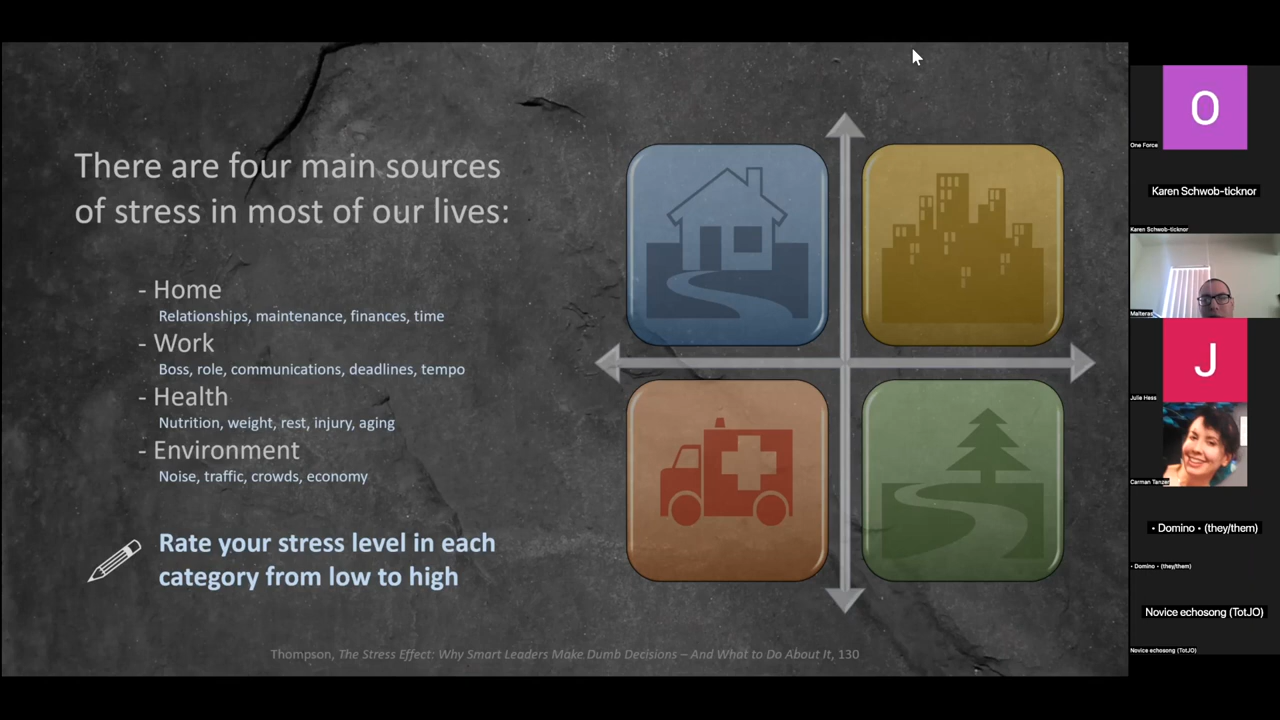 There are four main sources
of stress in most of our lives:
- Home
Relationships, maintenance, finances, time
- Work
Boss, role, communications, deadlines, tempo
- Health
Nutrition, weight, rest, injury, aging
- Environment
Noise, traffic, crowds, economy
Rate your stress level in each
category from low to high
Thompson, The Stress Effect: Why Smart Leaders Make Dumb Decisions – And What to Do About It, 130
O
One Force
Karen Schwob-ticknor
Karen Schwob-ticknor
Malteras
J
Julie Hess
Carman Tanzer
• Domino • (they/them)
• Domino • (they/them)
Novice echosong (TotJO)
Novice echosong (TotJO)